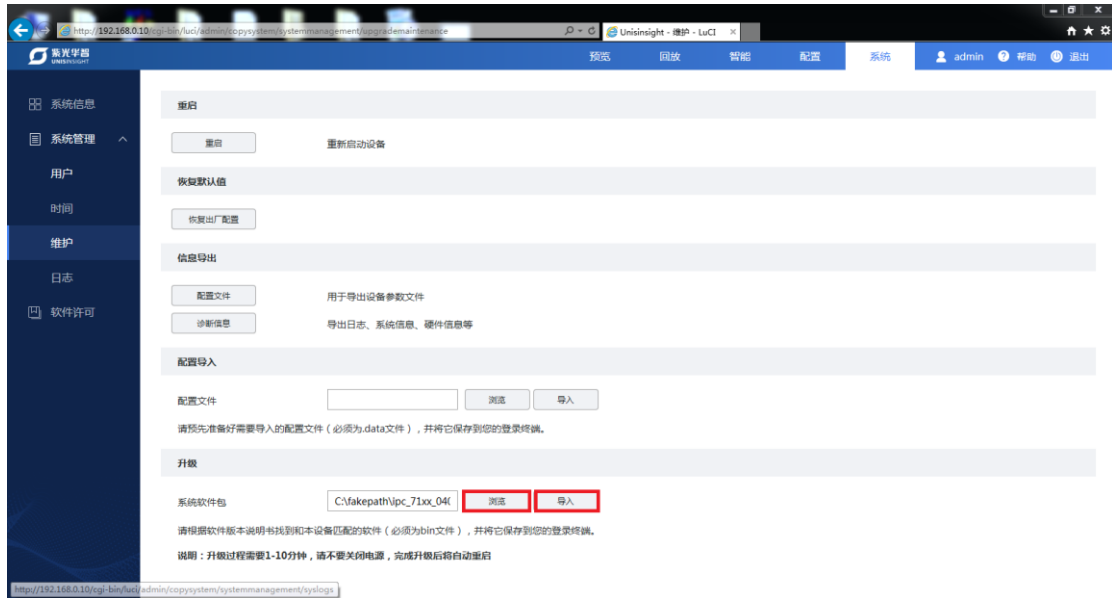 http://192.168.0.10/cgi-bin/luci/admin/copysystem/systemmanagement/upgrademaintenance
Unisinsight - 维护 - LuCI
紫光华智
UNISINSIGHT
预览 回放 智能 配置 系统 admin 帮助 退出
系统信息
系统管理
用户
时间
维护
日志
软件许可
重启
重启 重新启动设备
恢复默认值
恢复出厂配置
信息导出
配置文件 用于导出设备参数文件
诊断信息 导出日志、系统信息、硬件信息等
配置导入
配置文件 浏览 导入
请预先准备好需要导入的配置文件（必须为.data文件），并将它保存到您的登录终端。
升级
系统软件包 C:\fakepath\ipc_71xx_04( 浏览 导入
请根据软件版本说明书找到和本设备匹配的软件（必须为bin文件），并将它保存到您的登录终端。
说明：升级过程需要1-10分钟，请不要关闭电源，完成升级后将自动重启
http://192.168.0.10/cgi-bin/luci/admin/copysystem/systemmanagement/syslogs